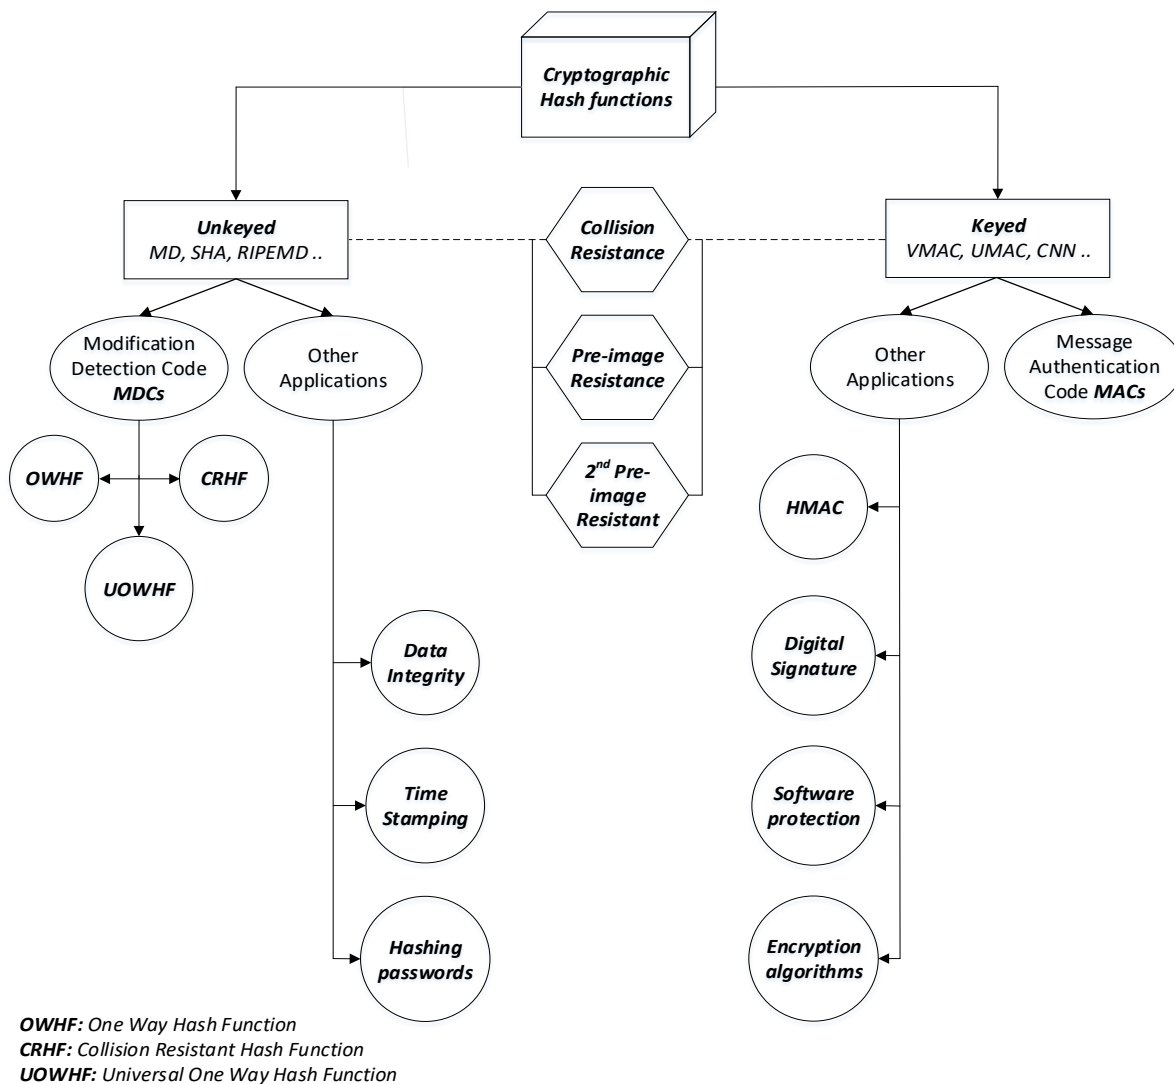 Cryptographic
Hash functions
Unkeyed
MD, SHA, RIPEMD ..
Collision
Resistance
Keyed
VMAC, UMAC, CNN ..
Modification
Detection Code
MDCs
Other
Applications
Pre-image
Resistance
Other
Applications
Message
Authentication
Code MACs
OWHF
CRHF
UOWHF
2nd Pre-
image
Resistant
HMAC
Data
Integrity
Digital
Signature
Time
Stamping
Software
protection
Hashing
passwords
Encryption
algorithms
OWHF: One Way Hash Function
CRHF: Collision Resistant Hash Function
UOWHF: Universal One Way Hash Function